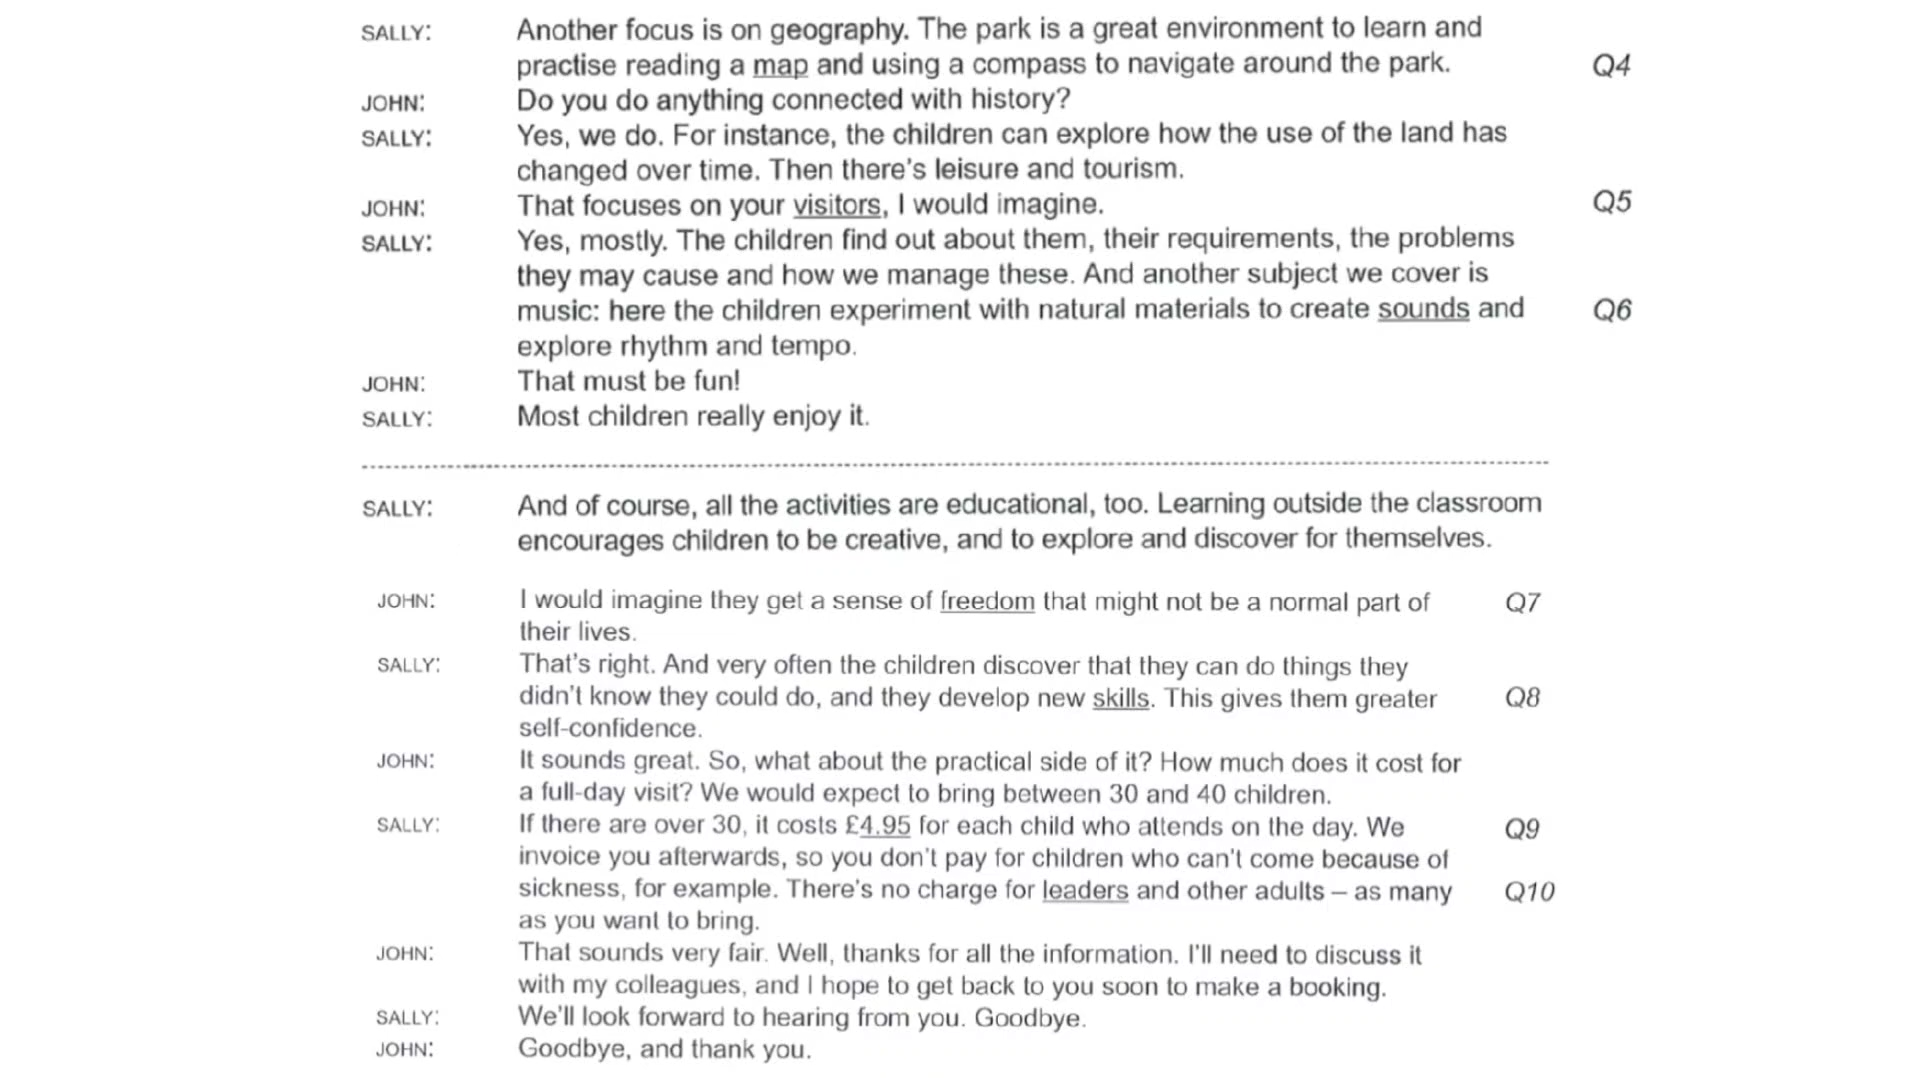 SALLY: Another focus is on geography. The park is a great environment to learn and
practise reading a map and using a compass to navigate around the park. Q4
JOHN: Do you do anything connected with history?
SALLY: Yes, we do. For instance, the children can explore how the use of the land has
changed over time. Then there's leisure and tourism.
JOHN: That focuses on your visitors, I would imagine. Q5
SALLY: Yes, mostly. The children find out about them, their requirements, the problems
they may cause and how we manage these. And another subject we cover is
music: here the children experiment with natural materials to create sounds and Q6
explore rhythm and tempo.
JOHN: That must be fun!
SALLY: Most children really enjoy it.
SALLY: And of course, all the activities are educational, too. Learning outside the classroom
encourages children to be creative, and to explore and discover for themselves.
JOHN: I would imagine they get a sense of freedom that might not be a normal part of Q7
their lives.
SALLY: That's right. And very often the children discover that they can do things they
didn't know they could do, and they develop new skills. This gives them greater Q8
self-confidence.
JOHN: It sounds great. So, what about the practical side of it? How much does it cost for
a full-day visit? We would expect to bring between 30 and 40 children.
SALLY: If there are over 30, it costs £4.95 for each child who attends on the day. We Q9
invoice you afterwards, so you don't pay for children who can't come because of
sickness, for example. There's no charge for leaders and other adults – as many Q10
as you want to bring.
JOHN: That sounds very fair. Well, thanks for all the information. I'll need to discuss it
with my colleagues, and I hope to get back to you soon to make a booking.
SALLY: We'll look forward to hearing from you. Goodbye.
JOHN: Goodbye, and thank you.